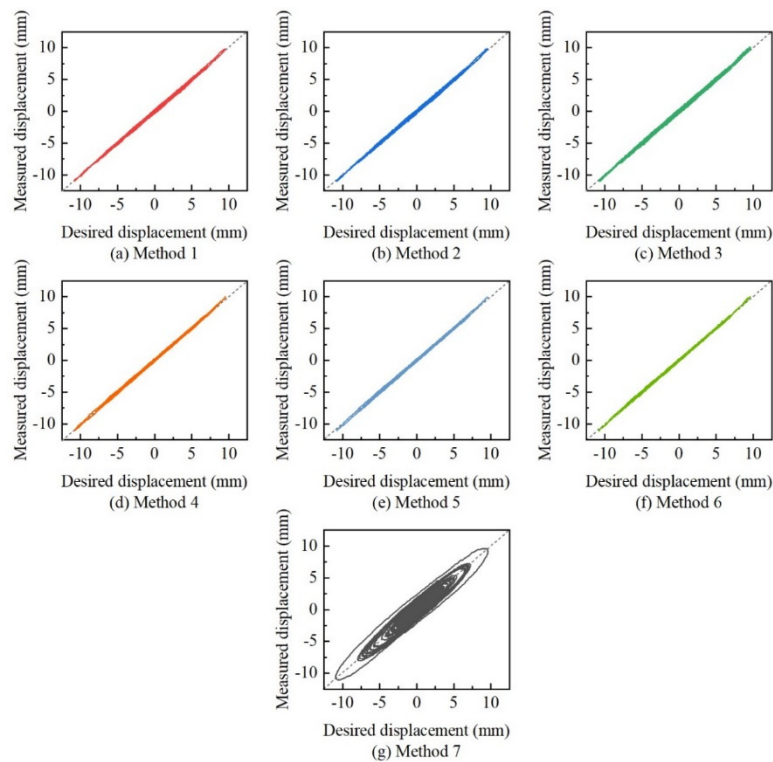 Measured displacement (mm)
10
5
0
-5
-10
-10 -5 0 5 10
Desired displacement (mm)
(a) Method 1
Measured displacement (mm)
10
5
0
-5
-10
-10 -5 0 5 10
Desired displacement (mm)
(b) Method 2
Measured displacement (mm)
10
5
0
-5
-10
-10 -5 0 5 10
Desired displacement (mm)
(c) Method 3
Measured displacement (mm)
10
5
0
-5
-10
-10 -5 0 5 10
Desired displacement (mm)
(d) Method 4
Measured displacement (mm)
10
5
0
-5
-10
-10 -5 0 5 10
Desired displacement (mm)
(e) Method 5
Measured displacement (mm)
10
5
0
-5
-10
-10 -5 0 5 10
Desired displacement (mm)
(f) Method 6
Measured displacement (mm)
10
5
0
-5
-10
-10 -5 0 5 10
Desired displacement (mm)
(g) Method 7